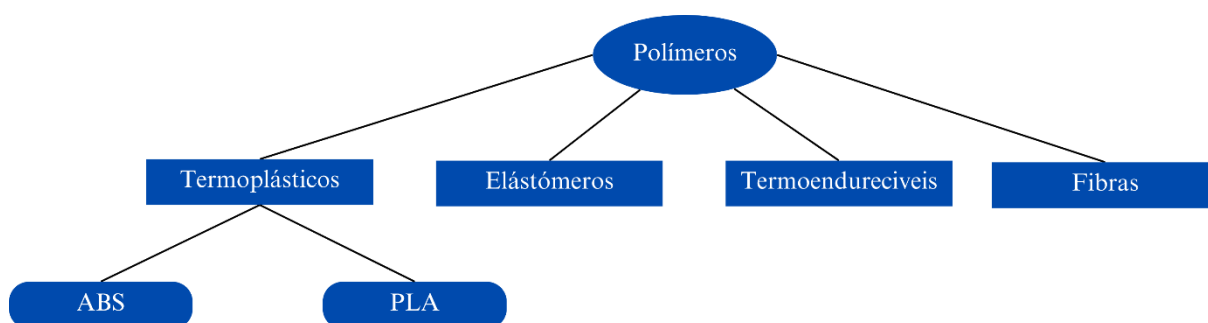 Polímeros
Termoplásticos
Elástómeros
Termoendureciveis
Fibras
ABS
PLA